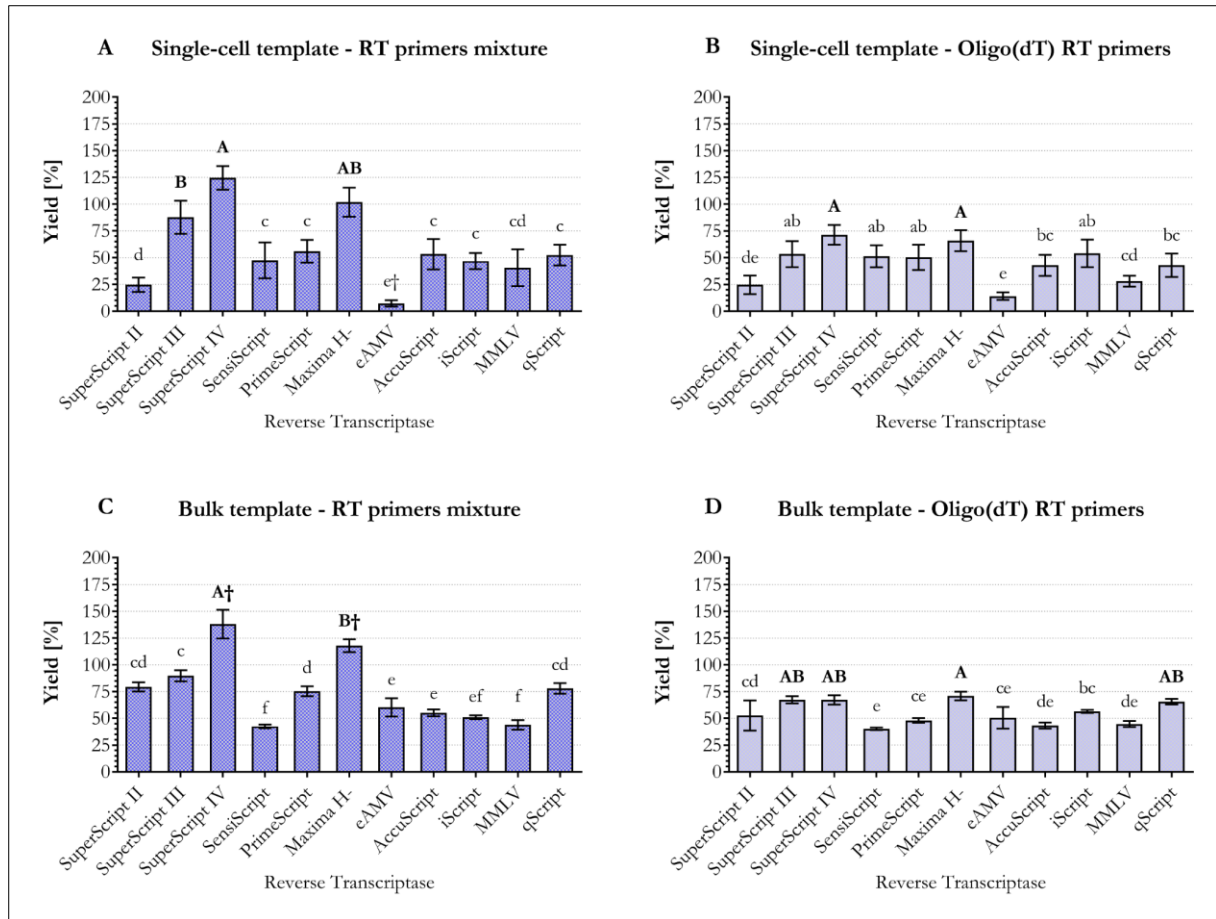 A Single-cell template - RT primers mixture
200
175
150
125
100
75
50
25
0
Yield [%]
d
B
A
c
c
AB
e†
c
c
cd
c
SuperScript II
SuperScript III
SuperScript IV
SensiScript
PrimeScript
Maxima H-
eAMV
AccuScript
iScript
MMLV
qScript
Reverse Transcriptase
B Single-cell template - Oligo(dT) RT primers
200
175
150
125
100
75
50
25
0
Yield [%]
de
ab
A
ab
ab
A
e
bc
ab
cd
bc
SuperScript II
SuperScript III
SuperScript IV
SensiScript
PrimeScript
Maxima H-
eAMV
AccuScript
iScript
MMLV
qScript
Reverse Transcriptase
C Bulk template - RT primers mixture
200
175
150
125
100
75
50
25
0
Yield [%]
cd
c
A†
f
d
B†
e
e
ef
f
cd
SuperScript II
SuperScript III
SuperScript IV
SensiScript
PrimeScript
Maxima H-
eAMV
AccuScript
iScript
MMLV
qScript
Reverse Transcriptase
D Bulk template - Oligo(dT) RT primers
200
175
150
125
100
75
50
25
0
Yield [%]
cd
AB
AB
e
ce
A
ce
de
bc
de
AB
SuperScript II
SuperScript III
SuperScript IV
SensiScript
PrimeScript
Maxima H-
eAMV
AccuScript
iScript
MMLV
qScript
Reverse Transcriptase